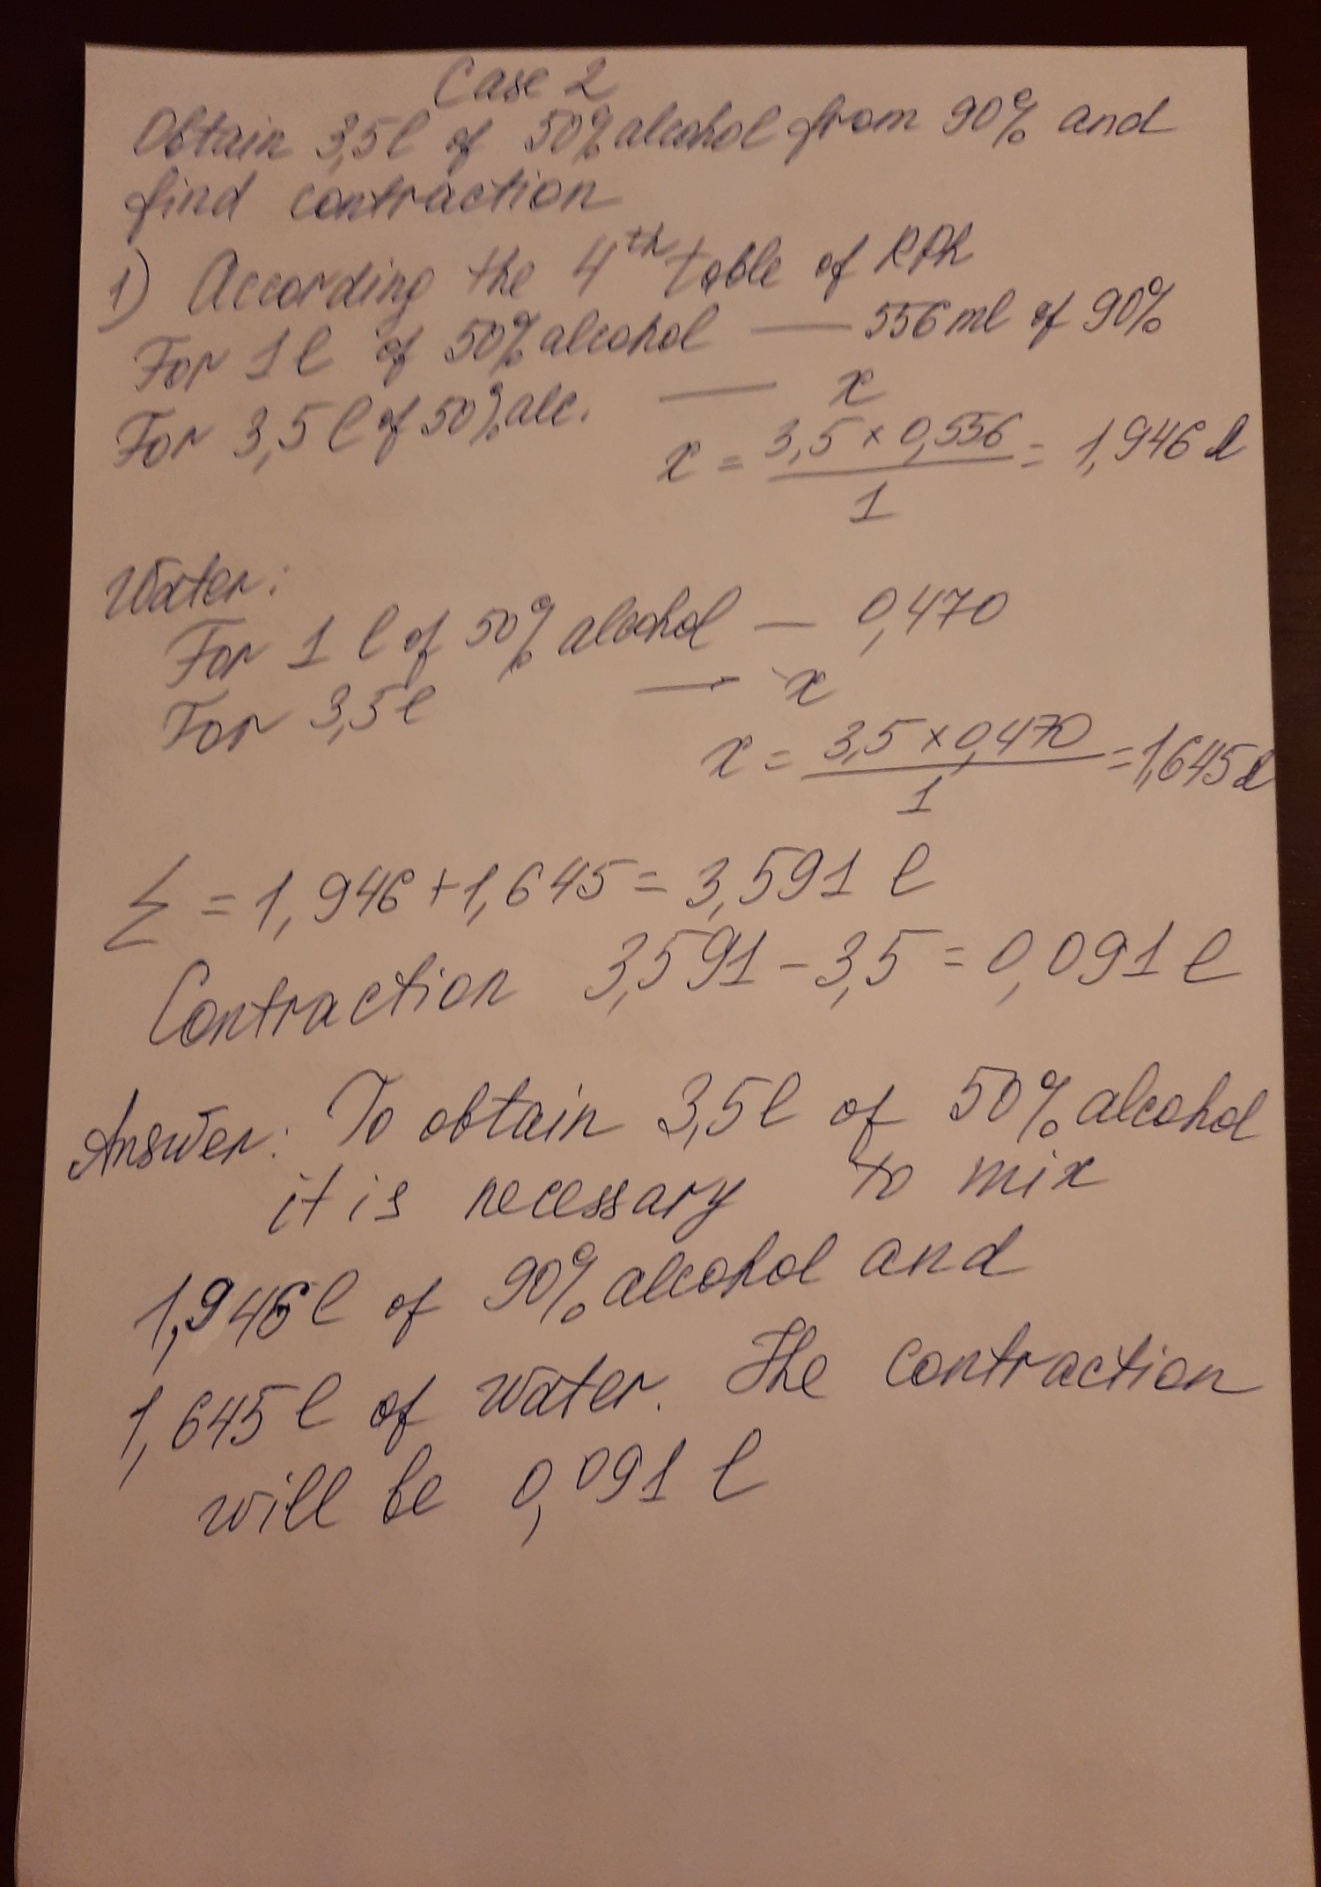 Case 2
Obtain 3,5l of 50% alcohol from 90% and
find contraction
1) According the 4th table of RPh
For 1l of 50% alcohol — 556 ml of 90%
For 3,5l of 50% alc. — x
x = 3,5 × 0,556 / 1 = 1,946 l
Water:
For 1 l of 50% alcohol — 0,470
For 3,5l — x
x = 3,5 × 0,470 / 1 = 1,645 l
Σ = 1,946 + 1,645 = 3,591 l
Contraction 3,591 – 3,5 = 0,091 l
Answer: To obtain 3,5l of 50% alcohol
it is necessary to mix
1,946l of 90% alcohol and
1,645l of water. The contraction
will be 0,091 l